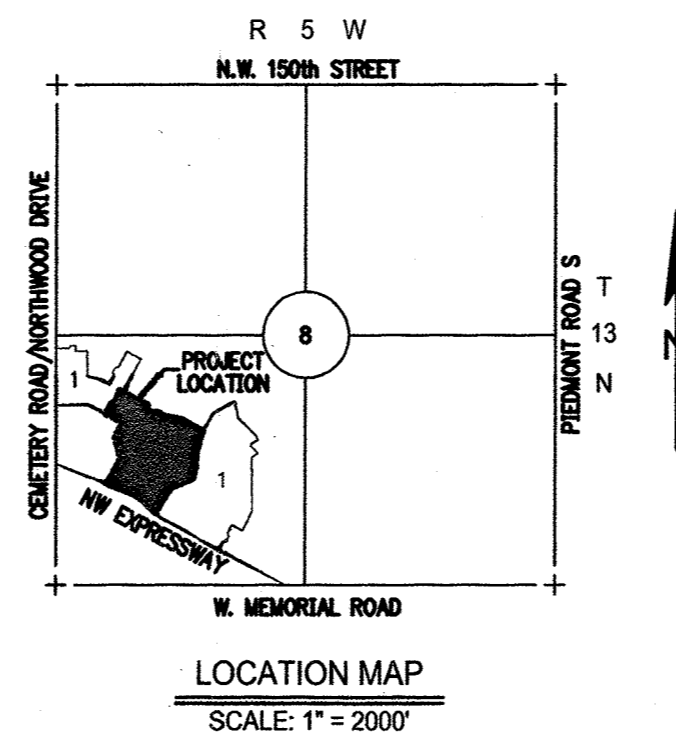 R 5 W
N.W. 150th STREET
CEMETERY ROAD/NORTHWOOD DRIVE
8
PIEDMONT ROAD S
T
13
N
N
1
PROJECT
LOCATION
1
NW EXPRESSWAY
W. MEMORIAL ROAD
LOCATION MAP
SCALE: 1" = 2000'